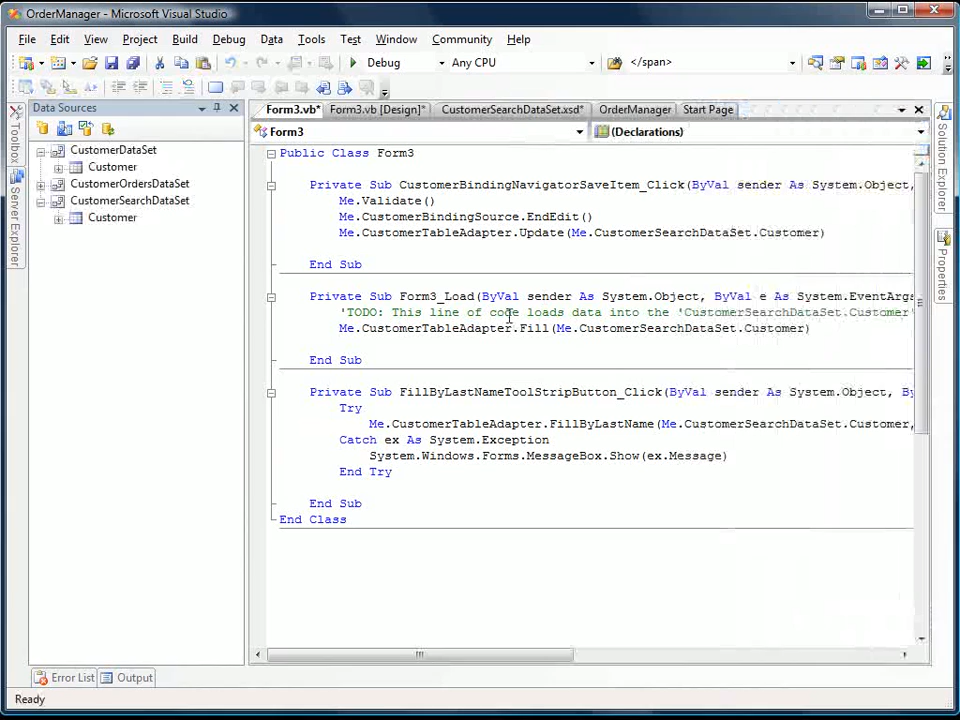 OrderManager - Microsoft Visual Studio
File Edit View Project Build Debug Data Tools Test Window Community Help
Debug Any CPU </span>
Data Sources
Form3.vb* Form3.vb [Design]* CustomerSearchDataSet.xsd* OrderManager Start Page
Form3 (Declarations)
Toolbox
Server Explorer
CustomerDataSet
Customer
CustomerOrdersDataSet
CustomerSearchDataSet
Customer
Public Class Form3
Private Sub CustomerBindingNavigatorSaveItem_Click(ByVal sender As System.Object,
Me.Validate()
Me.CustomerBindingSource.EndEdit()
Me.CustomerTableAdapter.Update(Me.CustomerSearchDataSet.Customer)
End Sub
Private Sub Form3_Load(ByVal sender As System.Object, ByVal e As System.EventArgs
'TODO: This line of code loads data into the 'CustomerSearchDataSet.Customer'
Me.CustomerTableAdapter.Fill(Me.CustomerSearchDataSet.Customer)
End Sub
Private Sub FillByLastNameToolStripButton_Click(ByVal sender As System.Object, By
Try
Me.CustomerTableAdapter.FillByLastName(Me.CustomerSearchDataSet.Customer,
Catch ex As System.Exception
System.Windows.Forms.MessageBox.Show(ex.Message)
End Try
End Sub
End Class
Solution Explorer
Properties
Error List Output
Ready